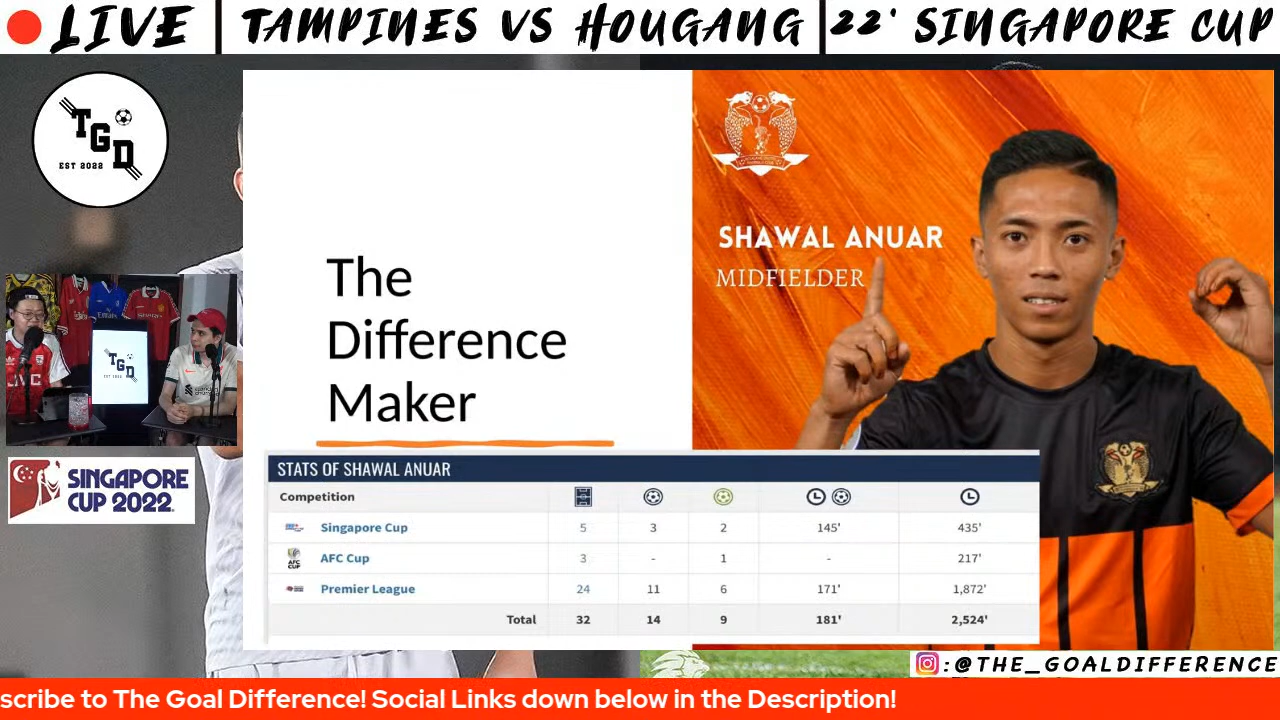 LIVE
TAMPINES VS HOUGANG
22' SINGAPORE CUP
TGD
EST 2022
SHAWAL ANUAR
MIDFIELDER
The
Difference
Maker
TGD
SINGAPORE
CUP 2022
STATS OF SHAWAL ANUAR
Competition
Singapore Cup 5 3 2 145' 435'
AFC CUP
AFC Cup 3 - 1 - 217'
Premier League 24 11 6 171' 1,872'
Total 32 14 9 181' 2,524'
:@THE_GOALDIFFERENCE
scribe to The Goal Difference! Social Links down below in the Description!